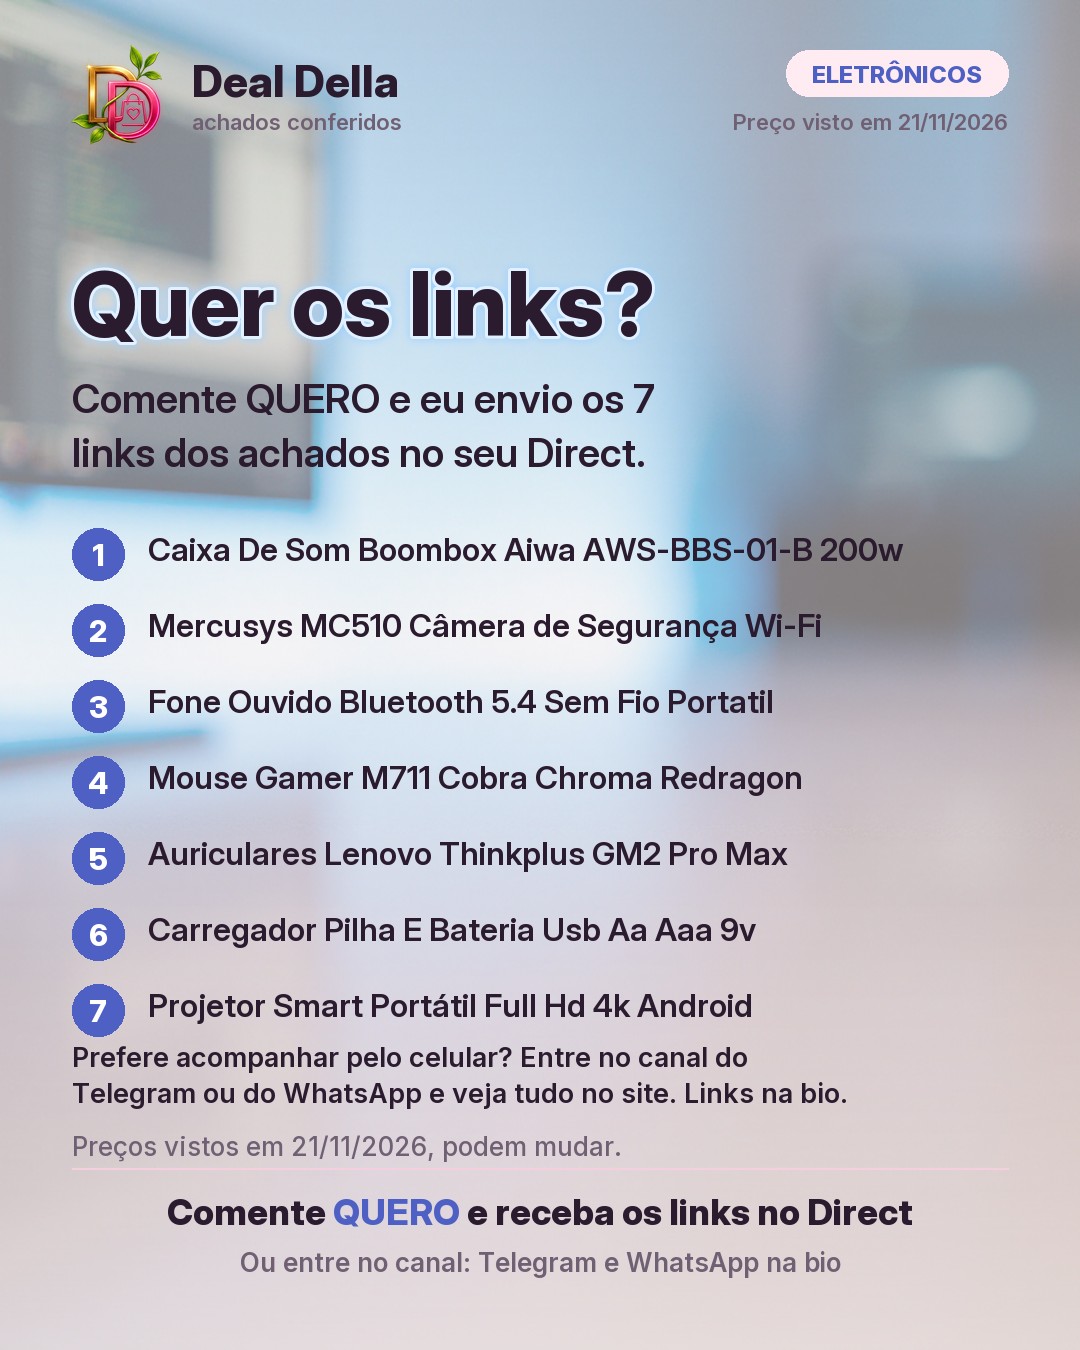 Deal Della
achados conferidos
ELETRÔNICOS
Preço visto em 21/11/2026
Quer os links?
Comente QUERO e eu envio os 7
links dos achados no seu Direct.
1 Caixa De Som Boombox Aiwa AWS-BBS-01-B 200w
2 Mercusys MC510 Câmera de Segurança Wi-Fi
3 Fone Ouvido Bluetooth 5.4 Sem Fio Portatil
4 Mouse Gamer M711 Cobra Chroma Redragon
5 Auriculares Lenovo Thinkplus GM2 Pro Max
6 Carregador Pilha E Bateria Usb Aa Aaa 9v
7 Projetor Smart Portátil Full Hd 4k Android
Prefere acompanhar pelo celular? Entre no canal do
Telegram ou do WhatsApp e veja tudo no site. Links na bio.
Preços vistos em 21/11/2026, podem mudar.
Comente QUERO e receba os links no Direct
Ou entre no canal: Telegram e WhatsApp na bio